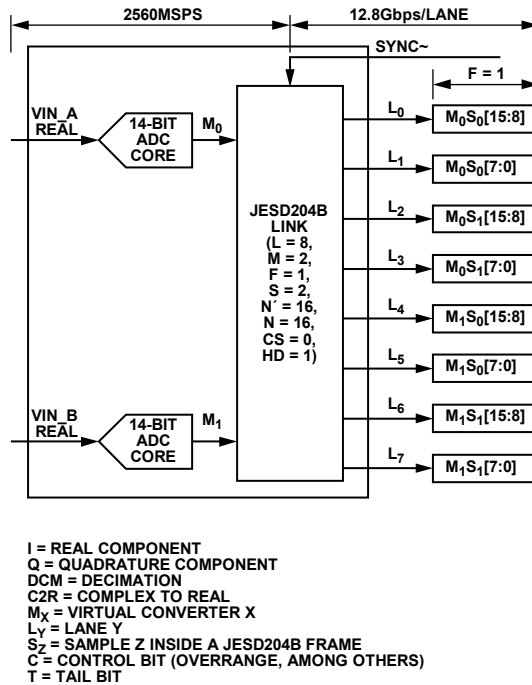 2560MSPS
12.8Gbps/LANE
SYNC~
F = 1
VIN_A
REAL
14-BIT
ADC
CORE
M0
JESD204B
LINK
(L = 8,
M = 2,
F = 1,
S = 2,
N´ = 16,
N = 16,
CS = 0,
HD = 1)
VIN_B
REAL
14-BIT
ADC
CORE
M1
L0
M0S0[15:8]
L1
M0S0[7:0]
L2
M0S1[15:8]
L3
M0S1[7:0]
L4
M1S0[15:8]
L5
M1S0[7:0]
L6
M1S1[15:8]
L7
M1S1[7:0]
I = REAL COMPONENT
Q = QUADRATURE COMPONENT
DCM = DECIMATION
C2R = COMPLEX TO REAL
MX = VIRTUAL CONVERTER X
LY = LANE Y
SZ = SAMPLE Z INSIDE A JESD204B FRAME
C = CONTROL BIT (OVERRANGE, AMONG OTHERS)
T = TAIL BIT